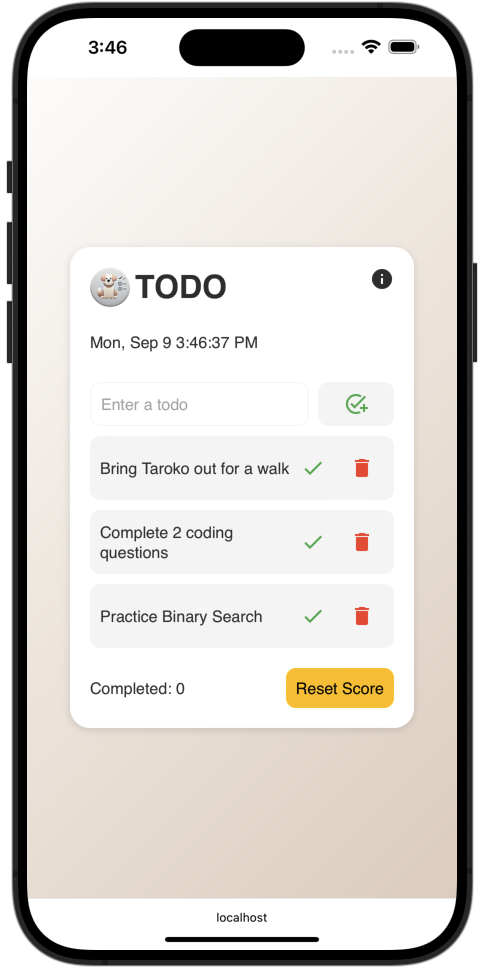 3:46
TODO
Mon, Sep 9 3:46:37 PM
Enter a todo
Bring Taroko out for a walk
Complete 2 coding
questions
Practice Binary Search
Completed: 0
Reset Score
localhost